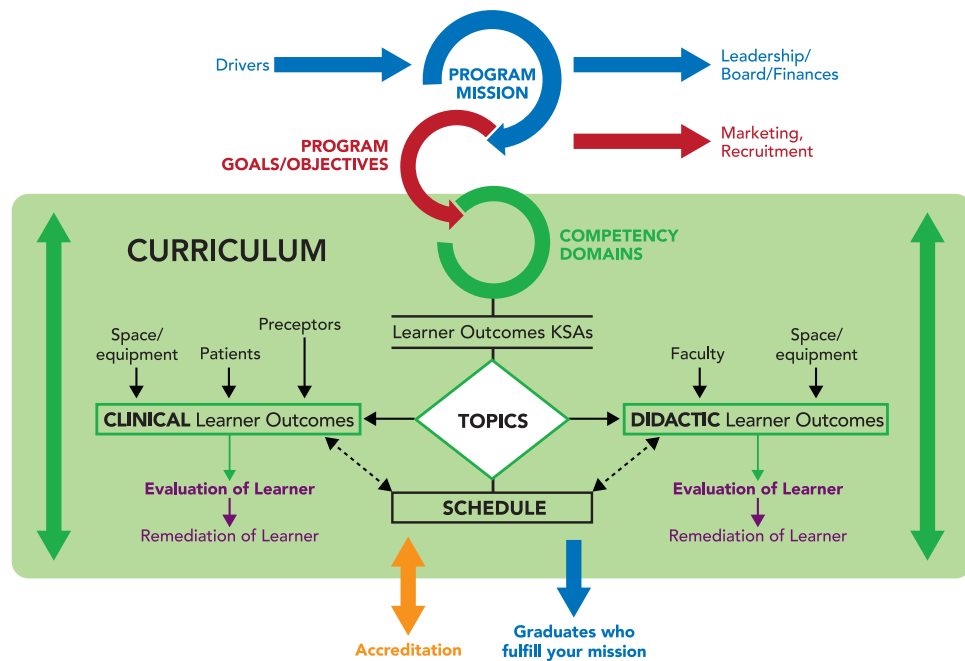 Drivers
PROGRAM
MISSION
Leadership/
Board/Finances
PROGRAM
GOALS/OBJECTIVES
Marketing,
Recruitment
CURRICULUM
COMPETENCY
DOMAINS
Learner Outcomes KSAs
Space/
equipment
Patients
Preceptors
Faculty
Space/
equipment
CLINICAL Learner Outcomes
TOPICS
DIDACTIC Learner Outcomes
Evaluation of Learner
Remediation of Learner
SCHEDULE
Evaluation of Learner
Remediation of Learner
Accreditation
Graduates who
fulfill your mission